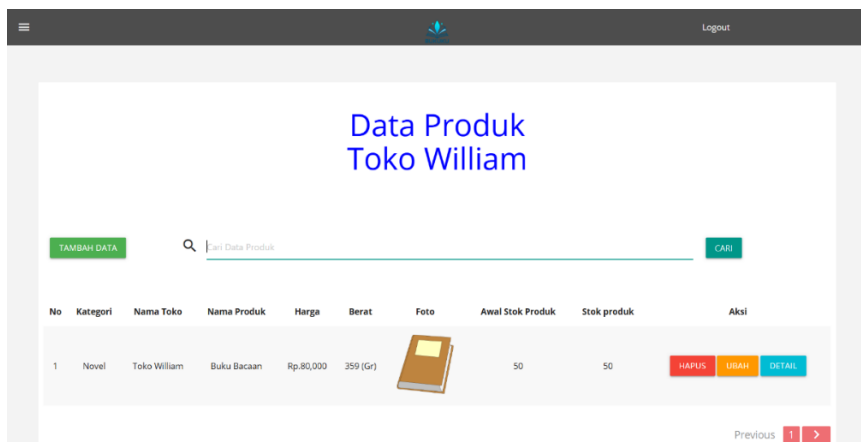 Logout
Data Produk
Toko William
TAMBAH DATA
Cari Data Produk
CARI
No Kategori Nama Toko Nama Produk Harga Berat Foto Awal Stok Produk Stok produk Aksi
1 Novel Toko William Buku Bacaan Rp.80,000 359 (Gr) 50 50 HAPUS UBAH DETAIL
Previous 1 >